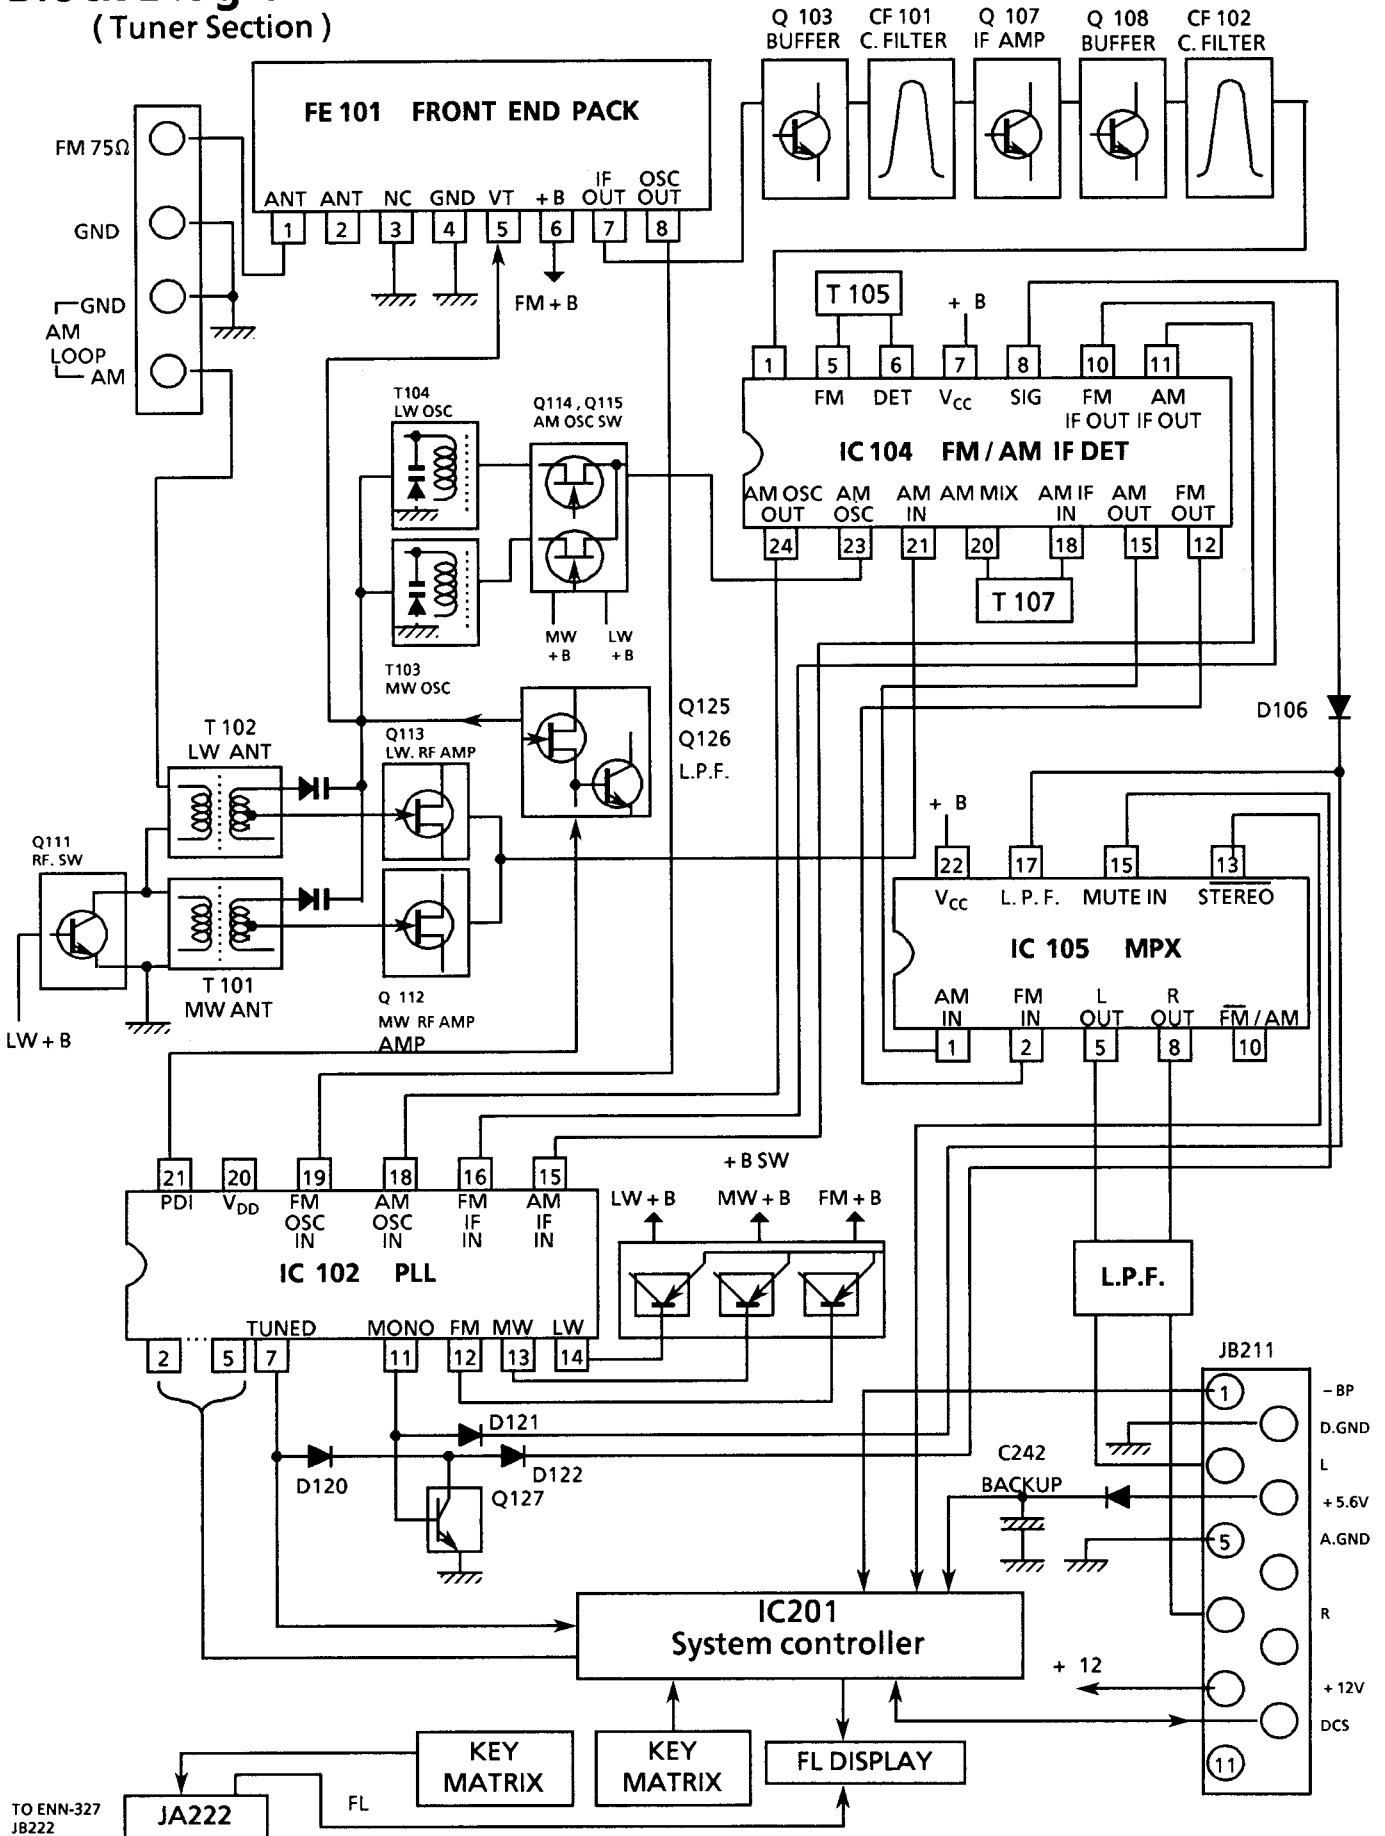 ( Tuner Section )
Q 103
BUFFER
CF 101
C. FILTER
Q 107
IF AMP
Q 108
BUFFER
CF 102
C. FILTER
FE 101 FRONT END PACK
ANT ANT NC GND VT + B IF OUT OSC OUT
1 2 3 4 5 6 7 8
FM 75Ω
GND
GND
AM
LOOP
AM
FM + B
T 105
+ B
1 5 6 7 8 10 11
FM DET VCC SIG FM IF OUT AM IF OUT
IC 104 FM / AM IF DET
AM OSC OUT AM OSC AM IN AM MIX AM IF IN AM OUT FM OUT
24 23 21 20 18 15 12
T 107
T104
LW OSC
Q114 , Q115
AM OSC SW
MW
+ B
LW
+ B
T103
MW OSC
Q125
Q126
L.P.F.
D106
T 102
LW ANT
Q113
LW. RF AMP
Q111
RF. SW
T 101
MW ANT
LW + B
Q 112
MW RF AMP
AMP
+ B
22 17 15 13
VCC L. P. F. MUTE IN STEREO
IC 105 MPX
AM IN FM IN L OUT R OUT FM / AM
1 2 5 8 10
21 20 19 18 16 15
PDI VDD FM OSC IN AM OSC IN FM IF IN AM IF IN
IC 102 PLL
TUNED MONO FM MW LW
2 5 7 11 12 13 14
+ B SW
LW + B MW + B FM + B
L.P.F.
D121
D120
D122
Q127
C242
BACKUP
JB211
1
– BP
D.GND
L
+ 5.6V
5
A.GND
R
+ 12V
DCS
11
+ 12
IC201
System controller
KEY
MATRIX
KEY
MATRIX
FL DISPLAY
FL
JA222
TO ENN-327
JB222